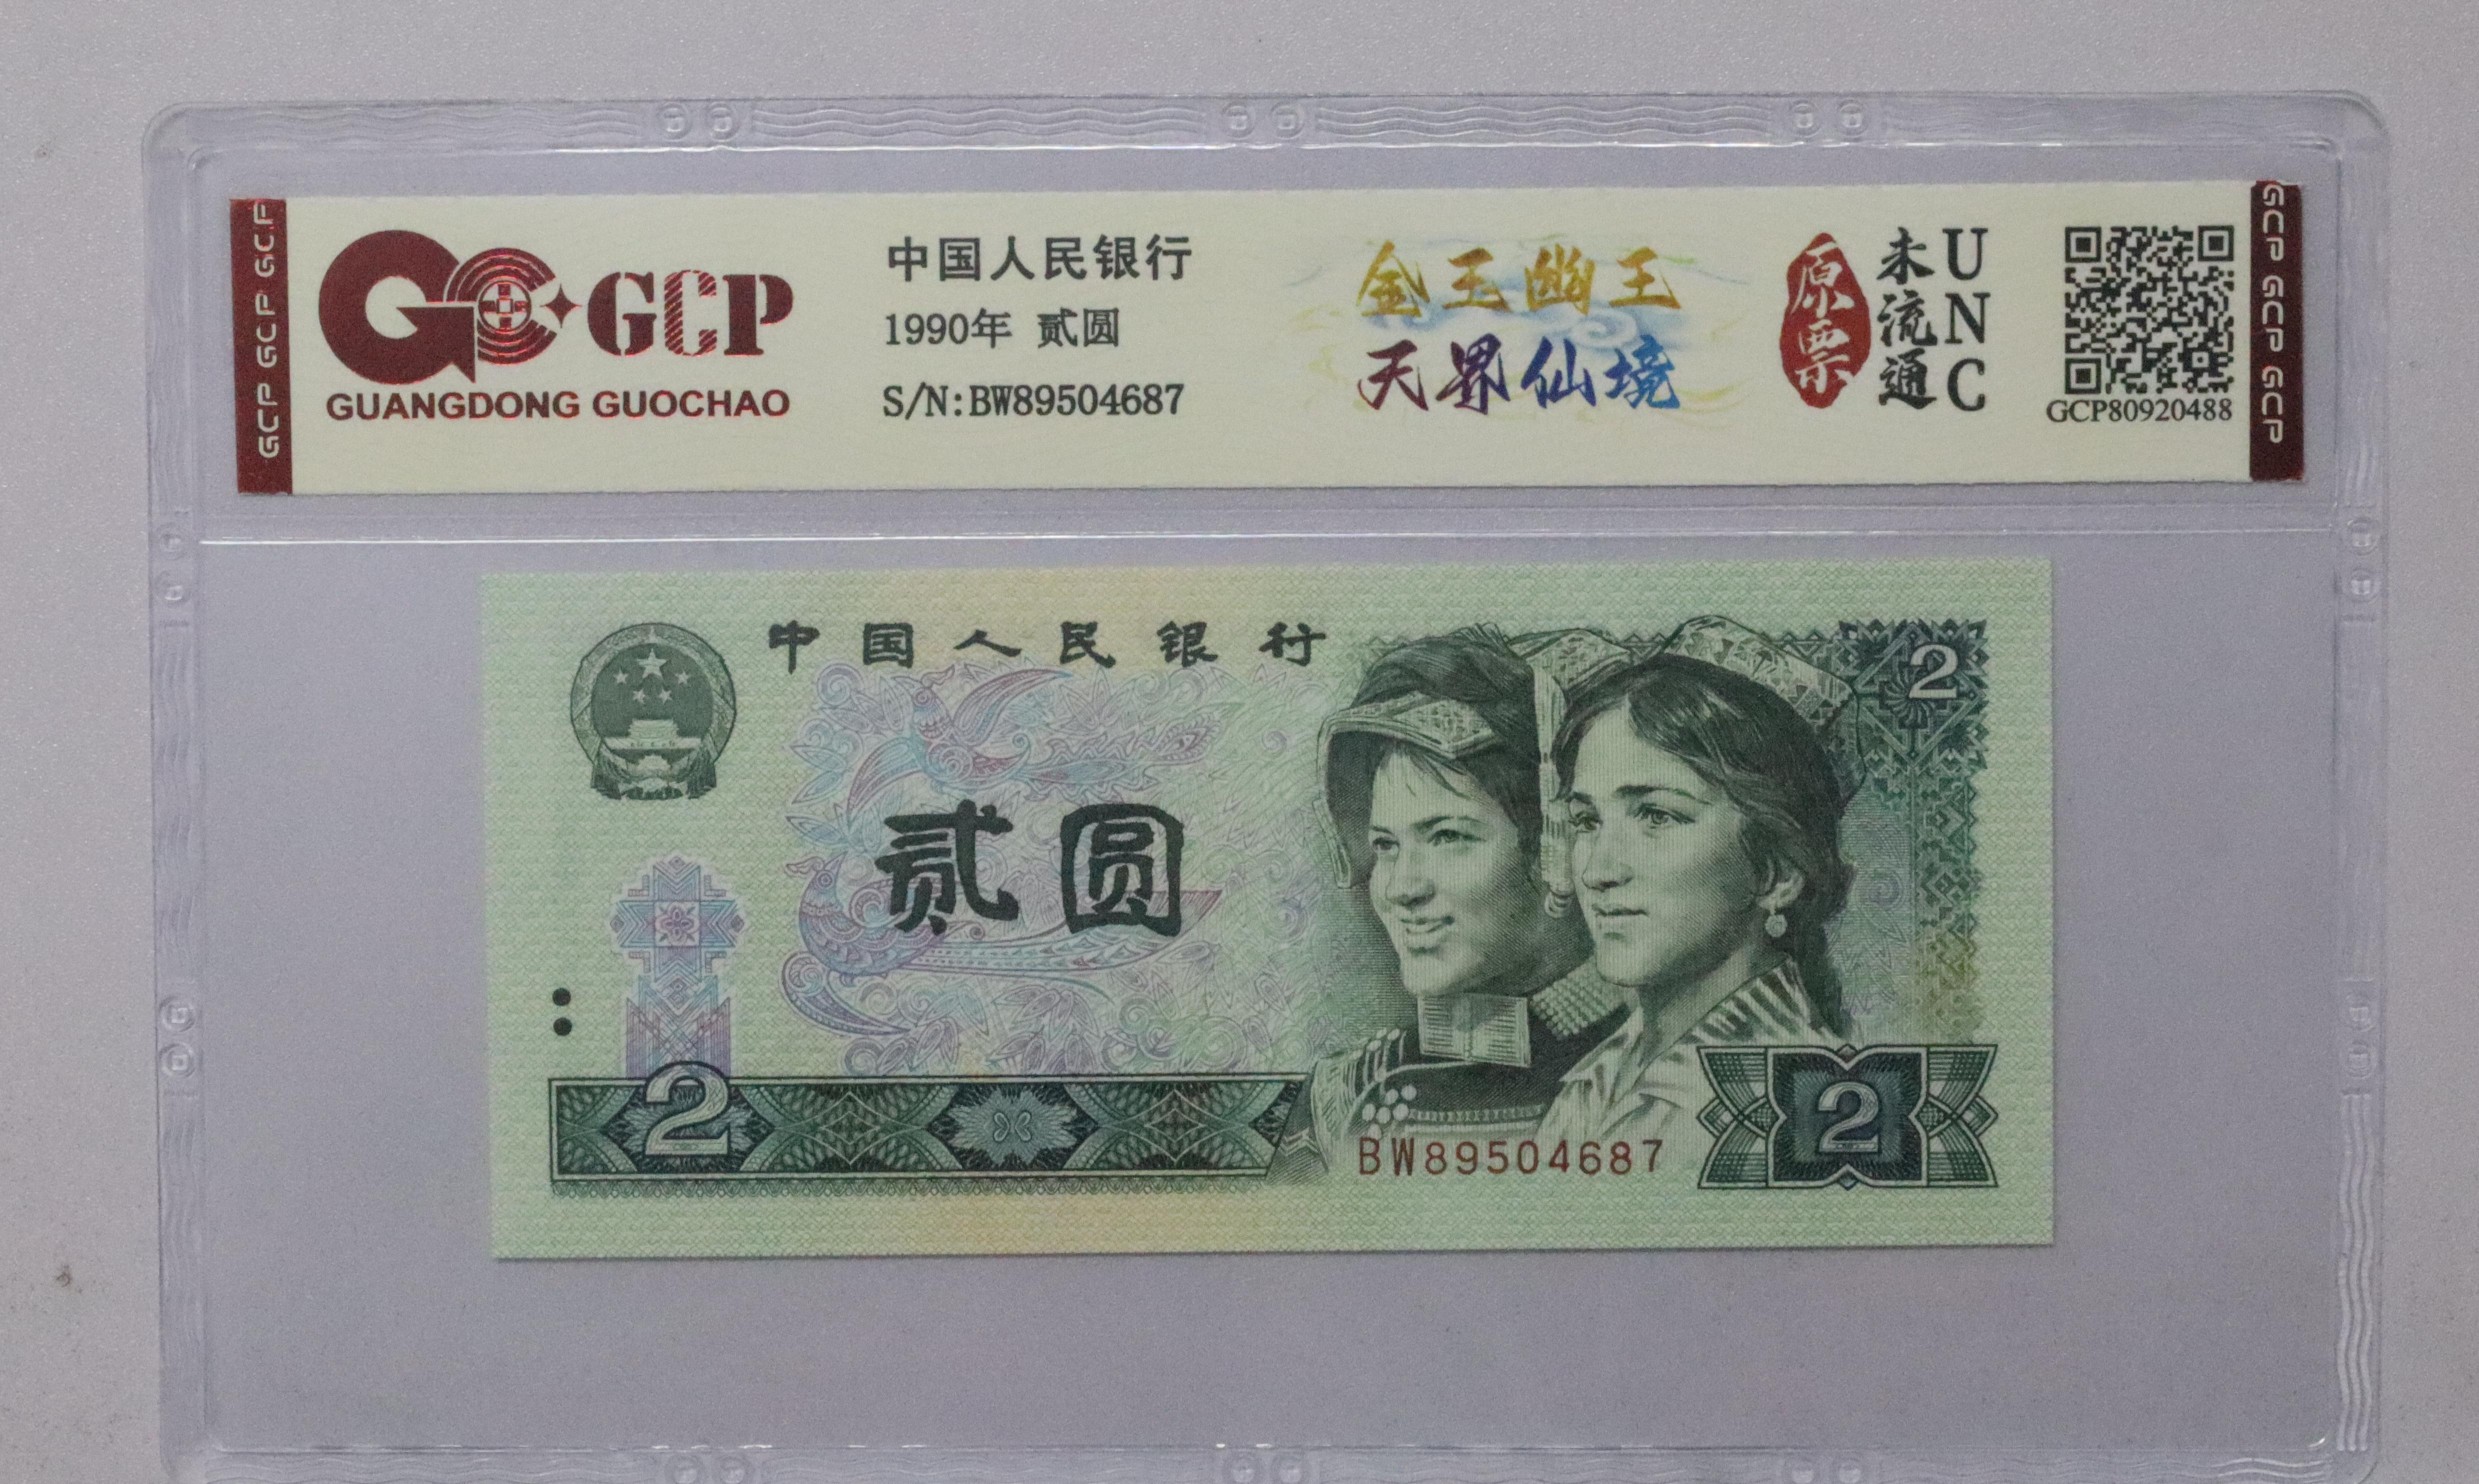 GCP GCP GCP
GCP
GUANGDONG GUOCHAO
中国人民银行
1990年 贰圆
S/N:BW89504687
金玉幽王
天界仙境
原票
未流通
UNC
GCP80920488
GCP GCP GCP
中国人民银行
2
贰圆
2
BW89504687
2